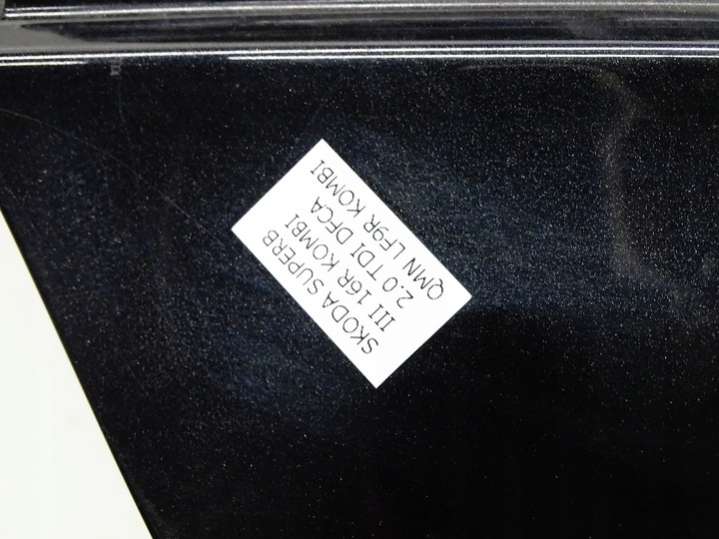 SKODA SUPERB
III 16R KOMBI
2.0 TDI DFCA
QMN LF9R KOMBI